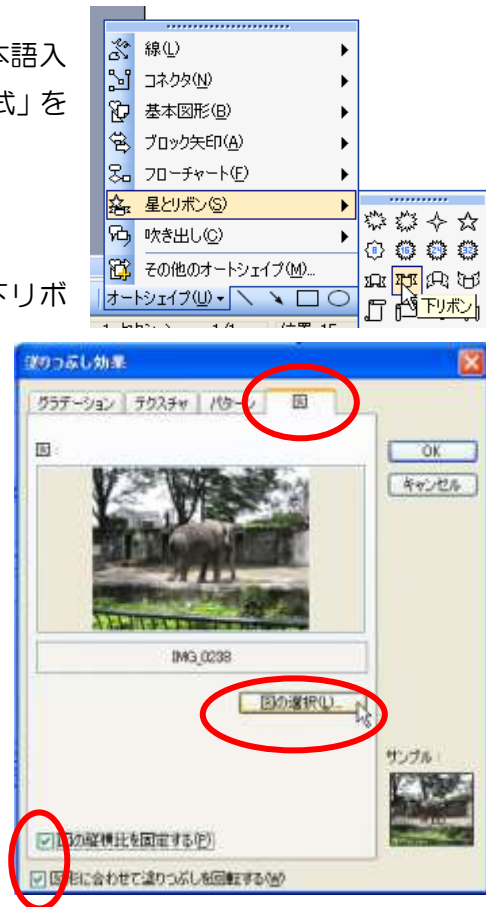 本語入
式」を
下リボ
線(L)
コネクタ(N)
基本図形(B)
ブロック矢印(A)
フローチャート(F)
星とリボン(S)
吹き出し(C)
その他のオートシェイプ(M)...
オートシェイプ(U)
下リボン
塗りつぶし効果
グラデーション テクスチャ パターン 図
図:
OK
キャンセル
IMG_0238
図の選択(L)...
サンプル:
図の縦横比を固定する(P)
図形に合わせて塗りつぶしを回転する(W)